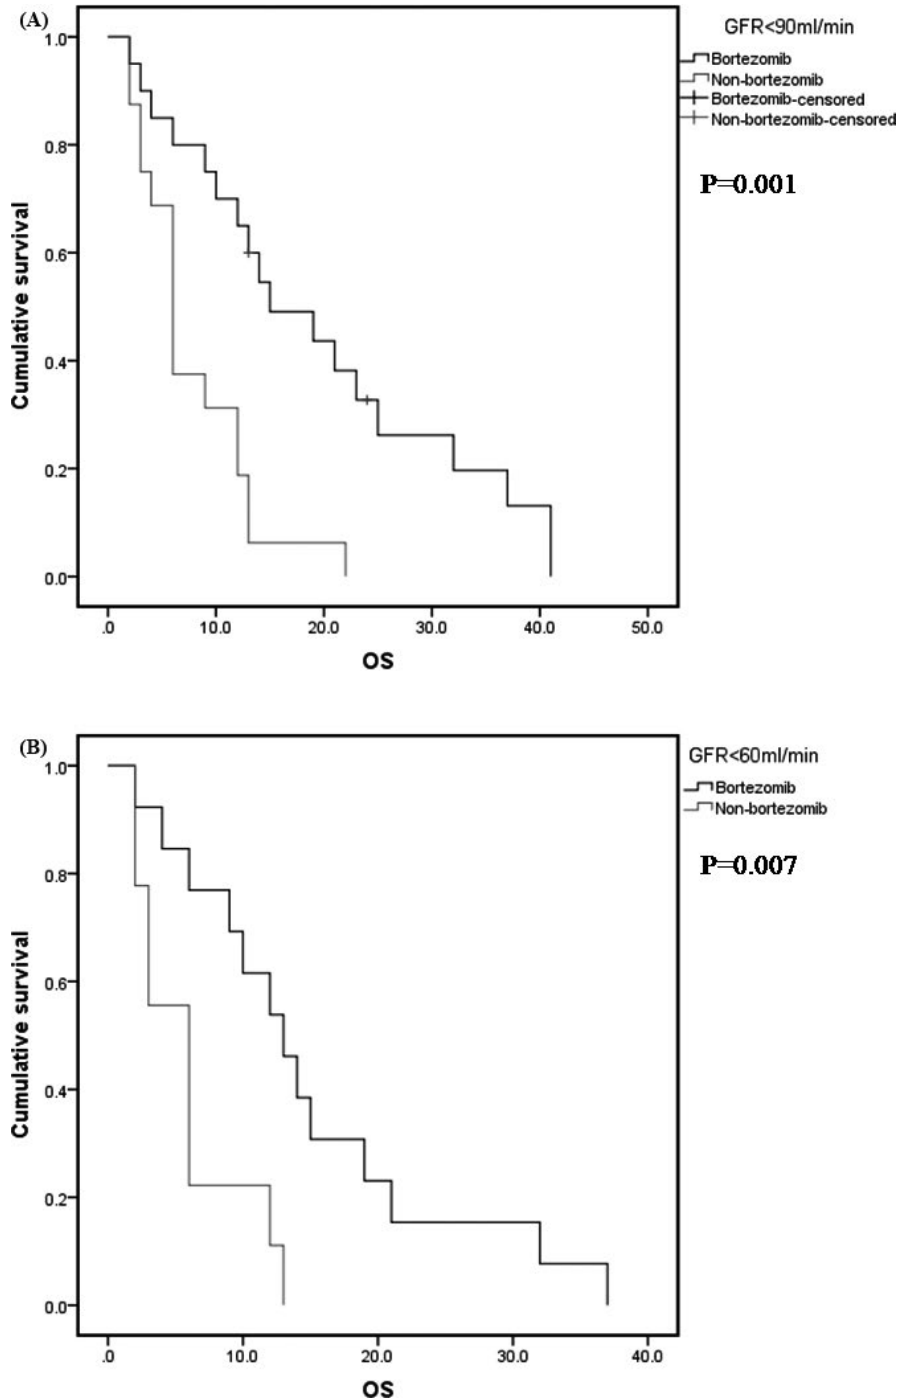 (A)
GFR<90ml/min
Bortezomib
Non-bortezomib
Bortezomib-censored
Non-bortezomib-censored
P=0.001
Cumulative survival
1.0
0.8
0.6
0.4
0.2
0.0
.0 10.0 20.0 30.0 40.0 50.0
OS
(B)
GFR<60ml/min
Bortezomib
Non-bortezomib
P=0.007
Cumulative survival
1.0
0.8
0.6
0.4
0.2
0.0
.0 10.0 20.0 30.0 40.0
OS